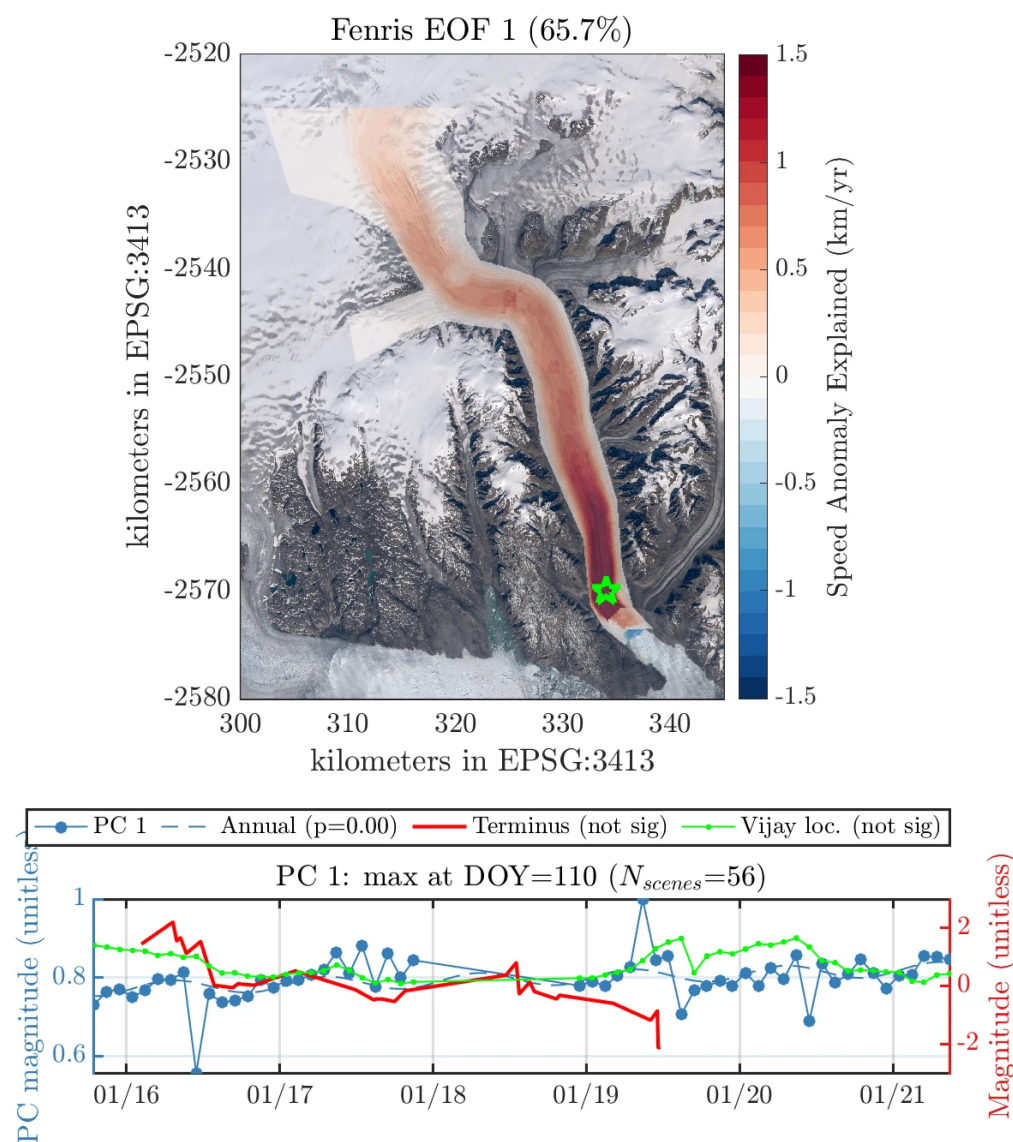 Fenris EOF 1 (65.7%)
-2520
-2530
-2540
-2550
-2560
-2570
-2580
kilometers in EPSG:3413
300
310
320
330
340
kilometers in EPSG:3413
1.5
1
0.5
0
-0.5
-1
-1.5
Speed Anomaly Explained (km/yr)
PC 1
Annual (p=0.00)
Terminus (not sig)
Vijay loc. (not sig)
PC 1: max at DOY=110 (N_scenes=56)
1
0.8
0.6
PC magnitude (unitless)
2
0
-2
Magnitude (unitless)
01/16
01/17
01/18
01/19
01/20
01/21